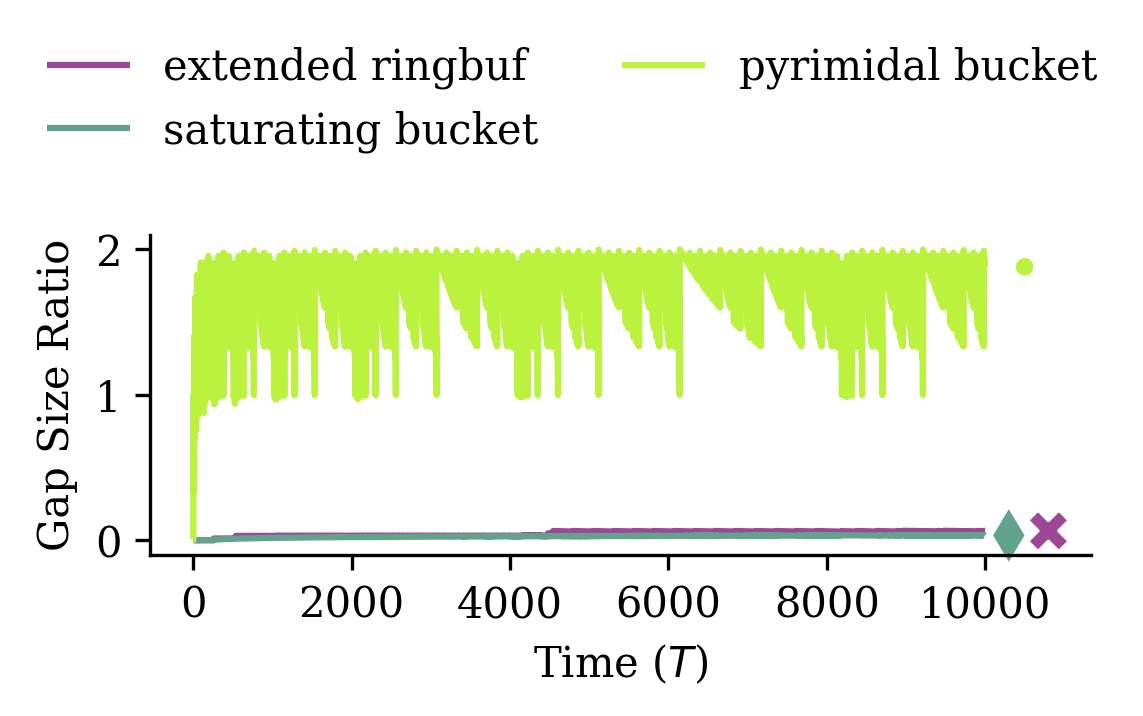 extended ringbuf
saturating bucket
pyrimidal bucket
2
1
0
Gap Size Ratio
0 2000 4000 6000 8000 10000
Time (T)